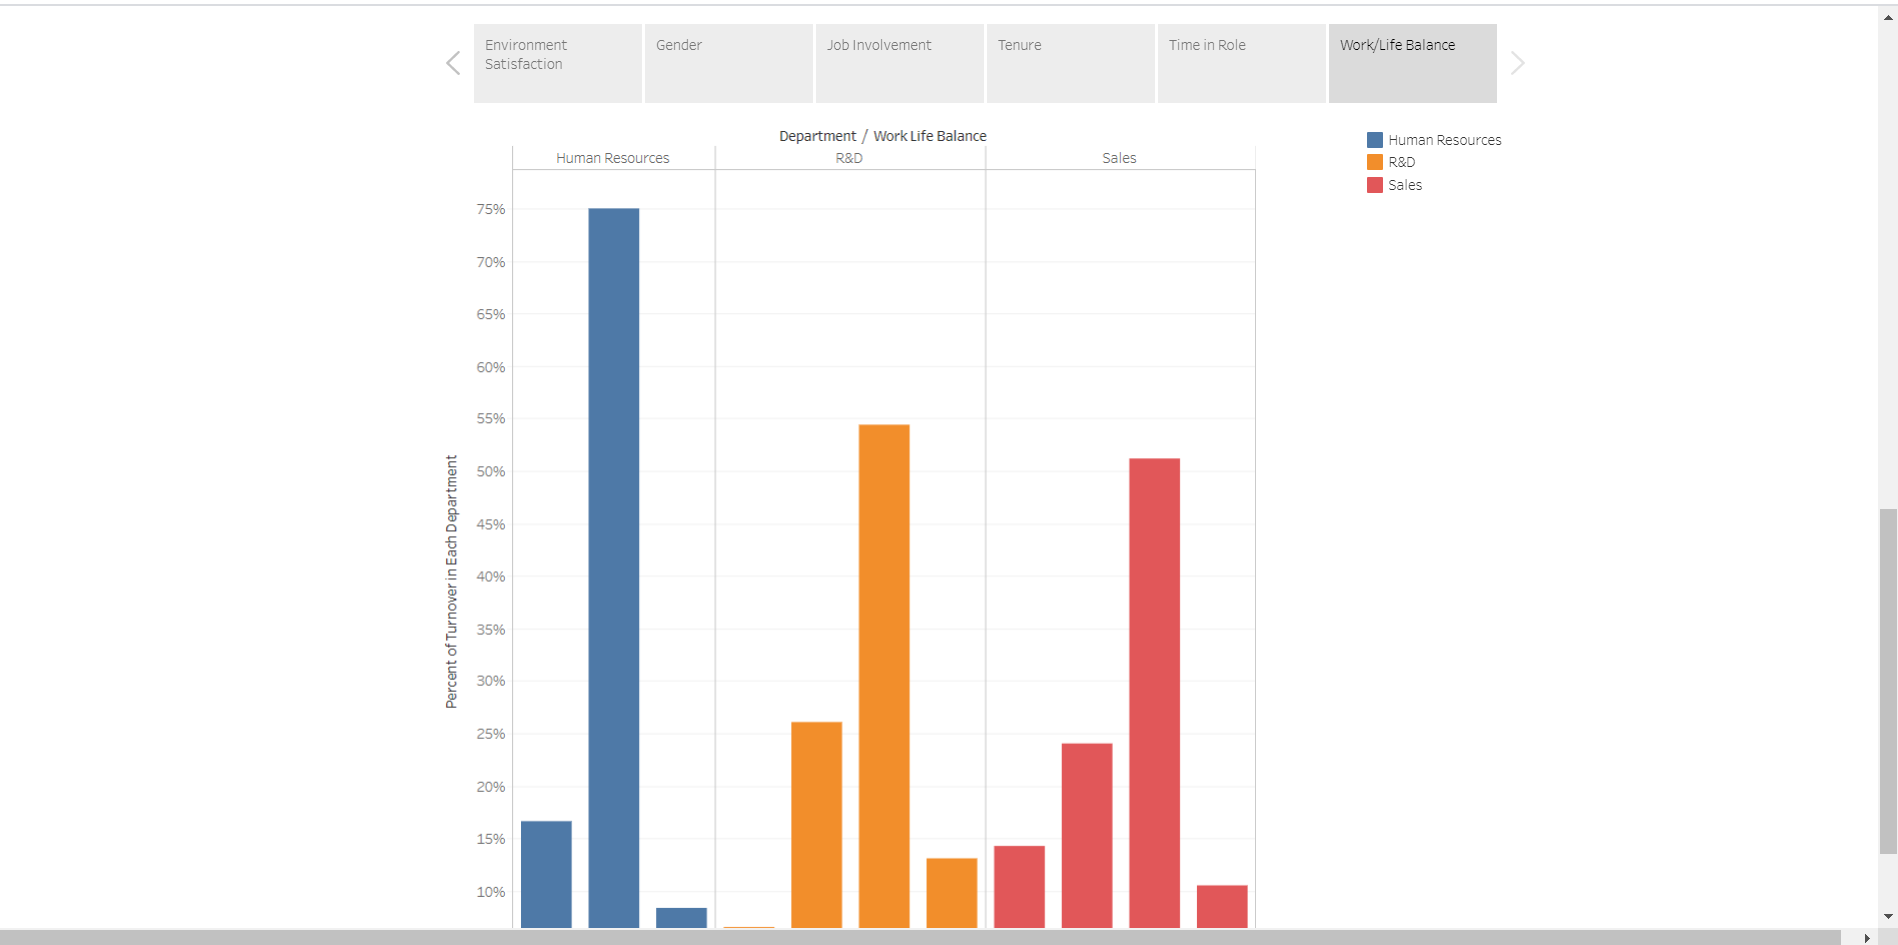 Environment
Satisfaction
Gender
Job Involvement
Tenure
Time in Role
Work/Life Balance
Department / Work Life Balance
Human Resources
R&D
Sales
Human Resources
R&D
Sales
Percent of Turnover in Each Department
75%
70%
65%
60%
55%
50%
45%
40%
35%
30%
25%
20%
15%
10%